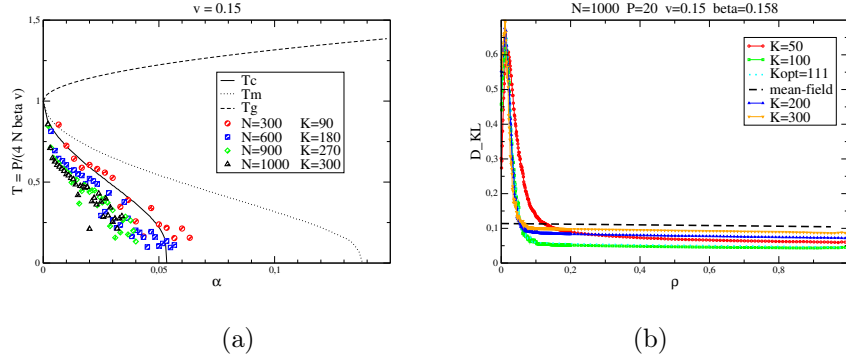 v = 0.15
T = P/(4 N beta v)
1,5
1
0,5
0
0
0,05
0,1
α
Tc
Tm
Tg
N=300 K=90
N=600 K=180
N=900 K=270
N=1000 K=300
(a)
N=1000 P=20 v=0.15 beta=0.158
D_KL
0,6
0,5
0,4
0,3
0,2
0,1
0
0
0,2
0,4
0,6
0,8
ρ
K=50
K=100
Kopt=111
mean-field
K=200
K=300
(b)